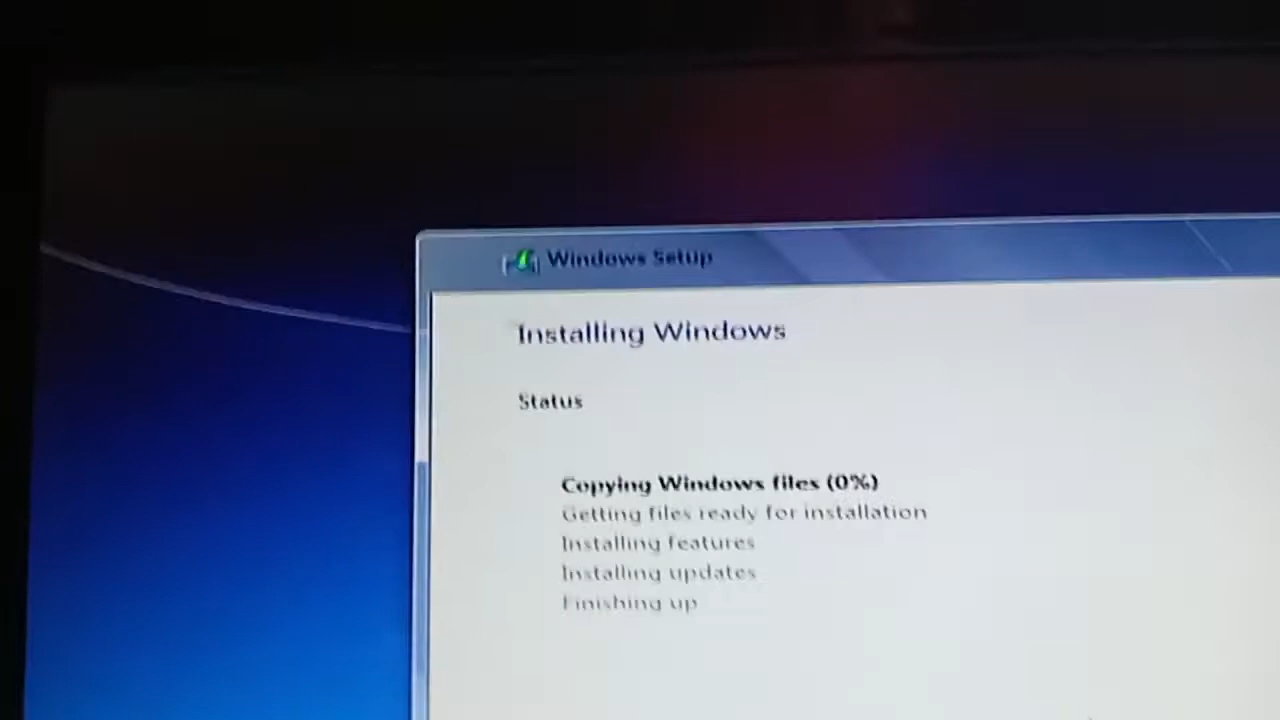 Windows Setup
Installing Windows
Status
Copying Windows files (0%)
Getting files ready for installation
Installing features
Installing updates
Finishing up